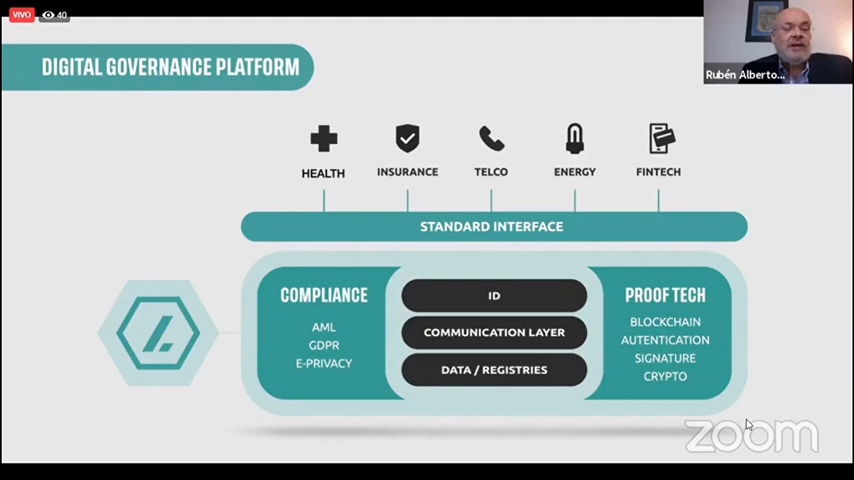 VIVO
40
Rubén Alberto...
DIGITAL GOVERNANCE PLATFORM
HEALTH
INSURANCE
TELCO
ENERGY
FINTECH
STANDARD INTERFACE
COMPLIANCE
AML
GDPR
E-PRIVACY
ID
COMMUNICATION LAYER
DATA / REGISTRIES
PROOF TECH
BLOCKCHAIN
AUTENTICATION
SIGNATURE
CRYPTO
zoom